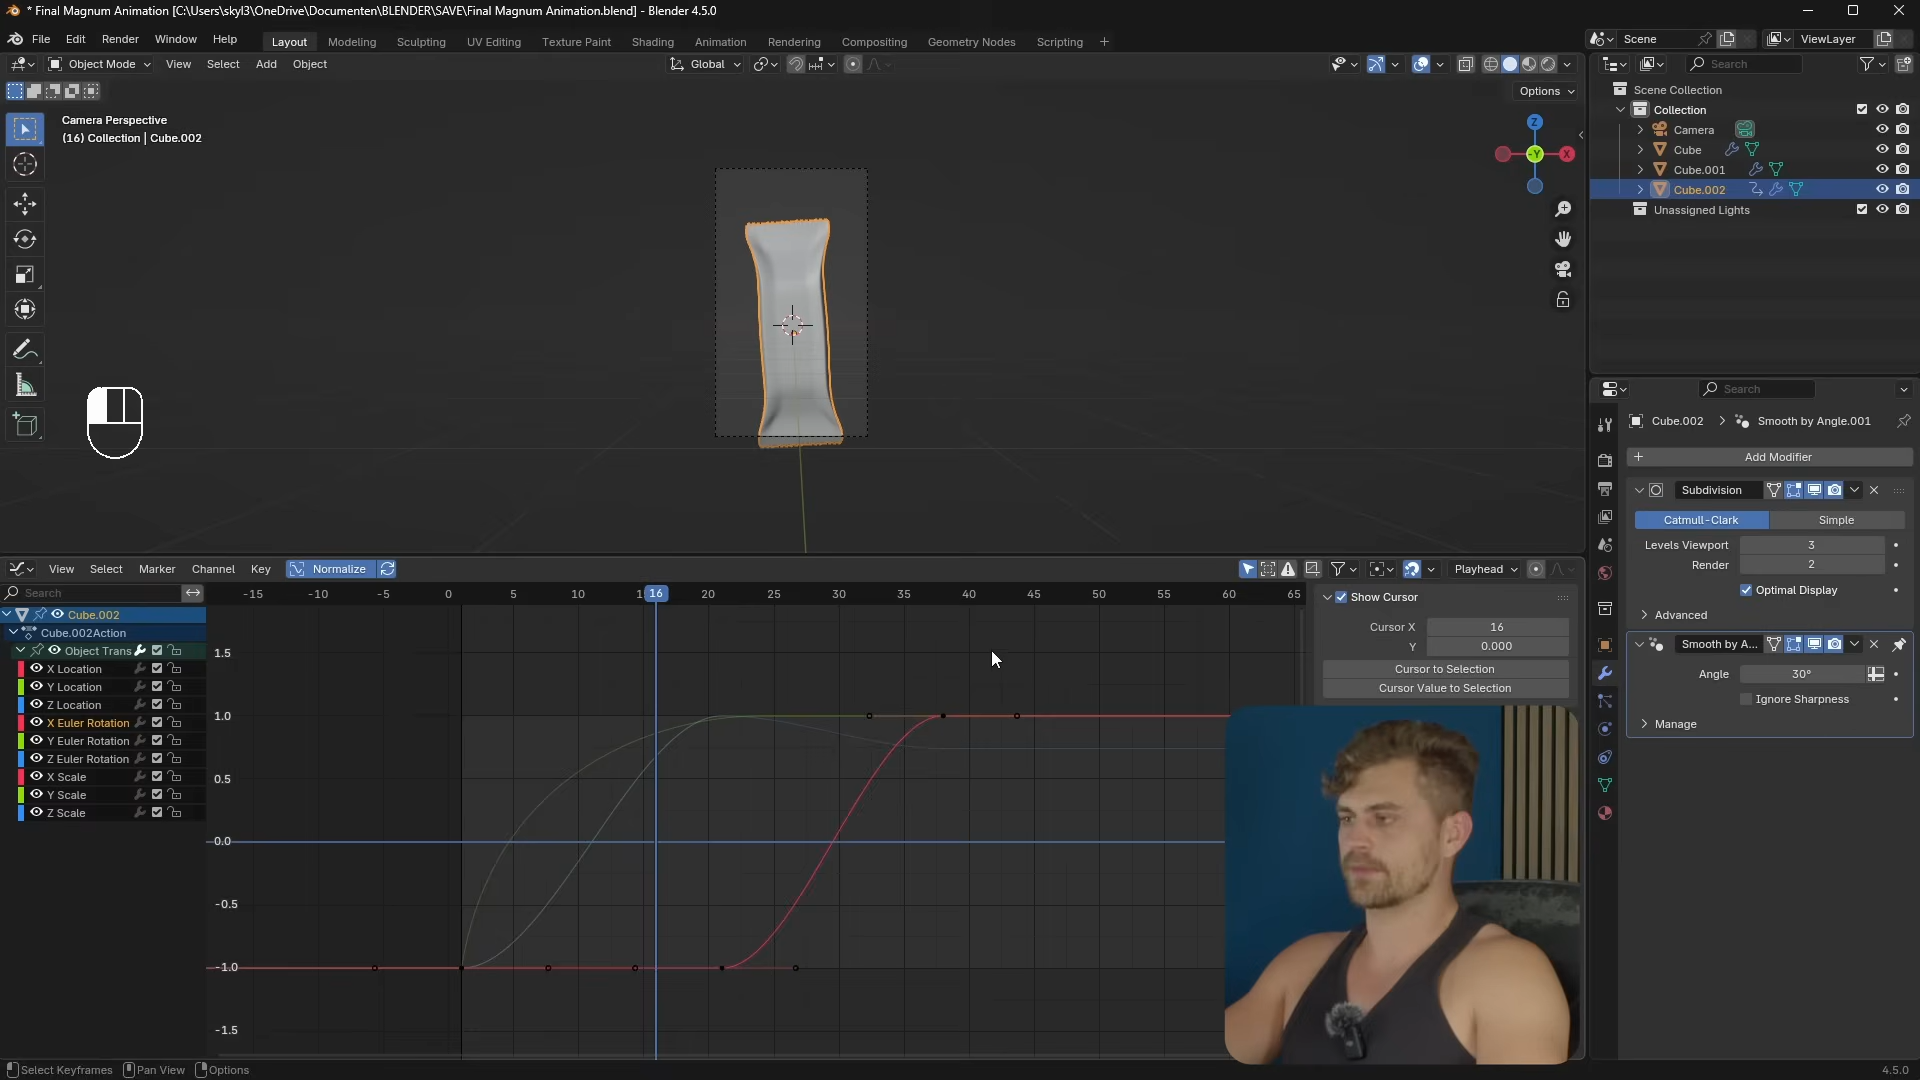 * Final Magnum Animation [C:\Users\skyl3\OneDrive\Documenten\BLENDER\SAVE\Final Magnum Animation.blend] - Blender 4.5.0
File Edit Render Window Help
Layout Modeling Sculpting UV Editing Texture Paint Shading Animation Rendering Compositing Geometry Nodes Scripting +
Scene
ViewLayer
Object Mode View Select Add Object
Global
Options
Camera Perspective
(16) Collection | Cube.002
Z
-Y
X
Search
Scene Collection
Collection
Camera
Cube
Cube.001
Cube.002
Unassigned Lights
Search
Cube.002 > Smooth by Angle.001
+ Add Modifier
Subdivision
Catmull-Clark Simple
Levels Viewport 3
Render 2
Optimal Display
Advanced
Smooth by A...
Angle 30°
Ignore Sharpness
Manage
View Select Marker Channel Key Normalize
Playhead
Search
-15 -10 -5 0 5 1 16 20 25 30 35 40 45 50 55 60 65
Cube.002
Cube.002Action
Object Trans
X Location
Y Location
Z Location
X Euler Rotation
Y Euler Rotation
Z Euler Rotation
X Scale
Y Scale
Z Scale
1.5
1.0
0.5
0.0
-0.5
-1.0
-1.5
Show Cursor
Cursor X 16
Y 0.000
Cursor to Selection
Cursor Value to Selection
Select Keyframes Pan View Options
4.5.0